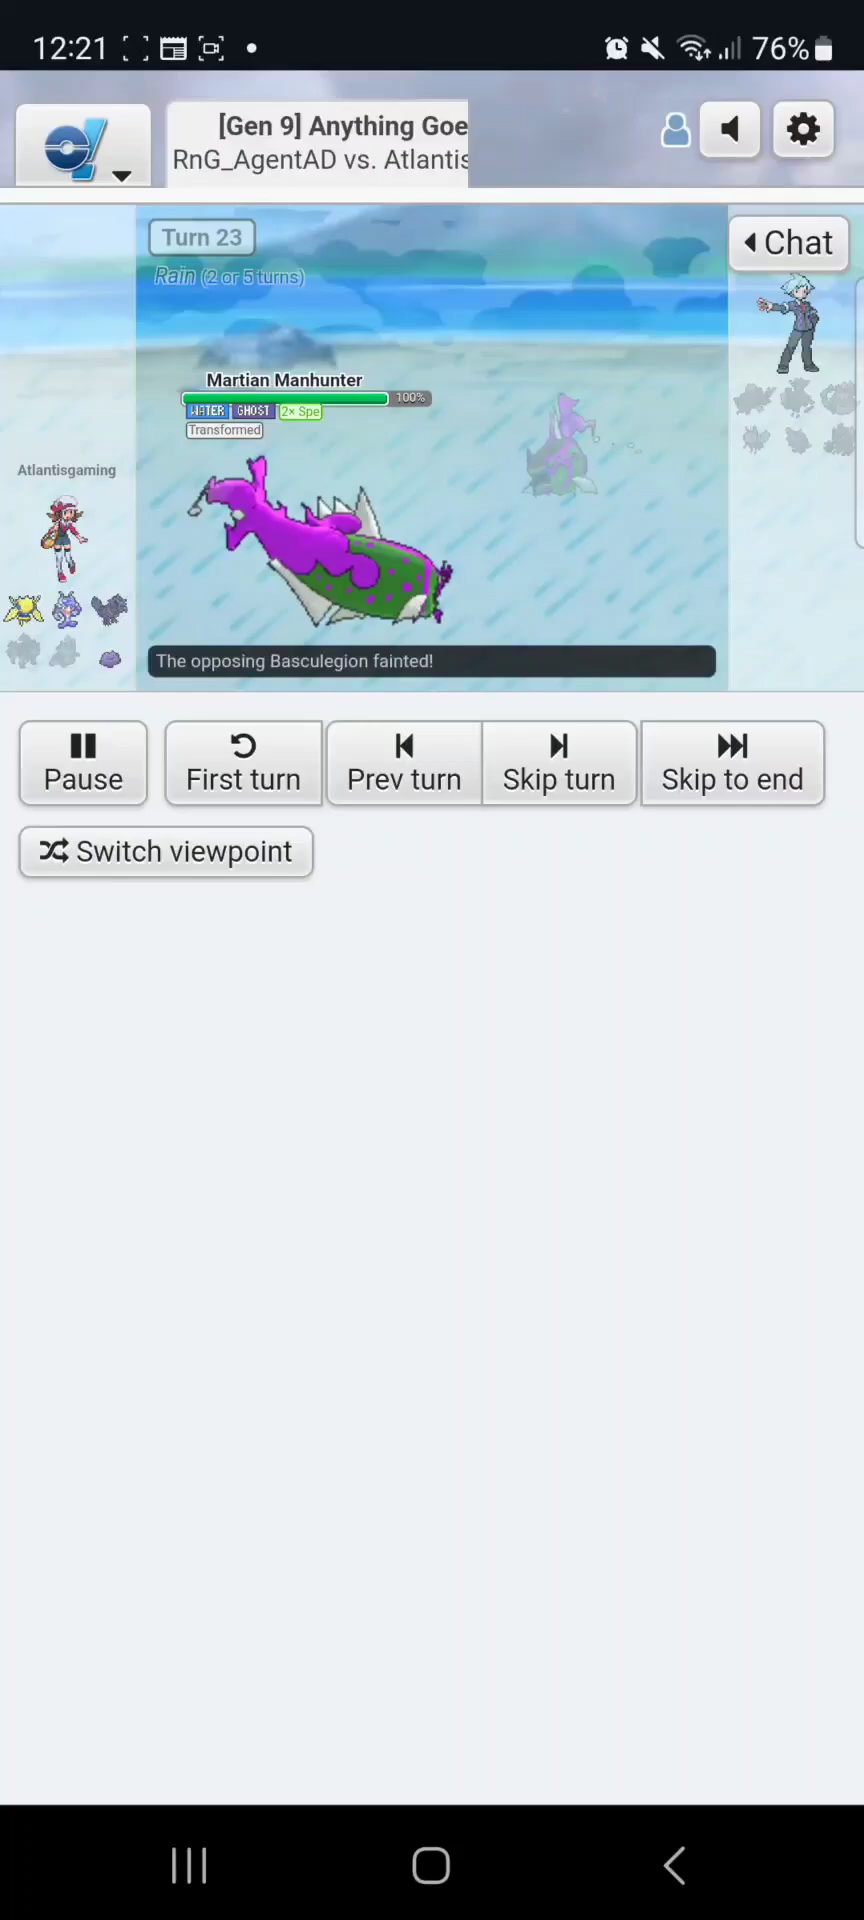 12:21
76%
[Gen 9] Anything Goe
RnG_AgentAD vs. Atlantis
Turn 23
Chat
Rain (2 or 5 turns)
Martian Manhunter
100%
WATER GHOST 2× Spe
Transformed
Atlantisgaming
The opposing Basculegion fainted!
Pause
First turn
Prev turn
Skip turn
Skip to end
Switch viewpoint